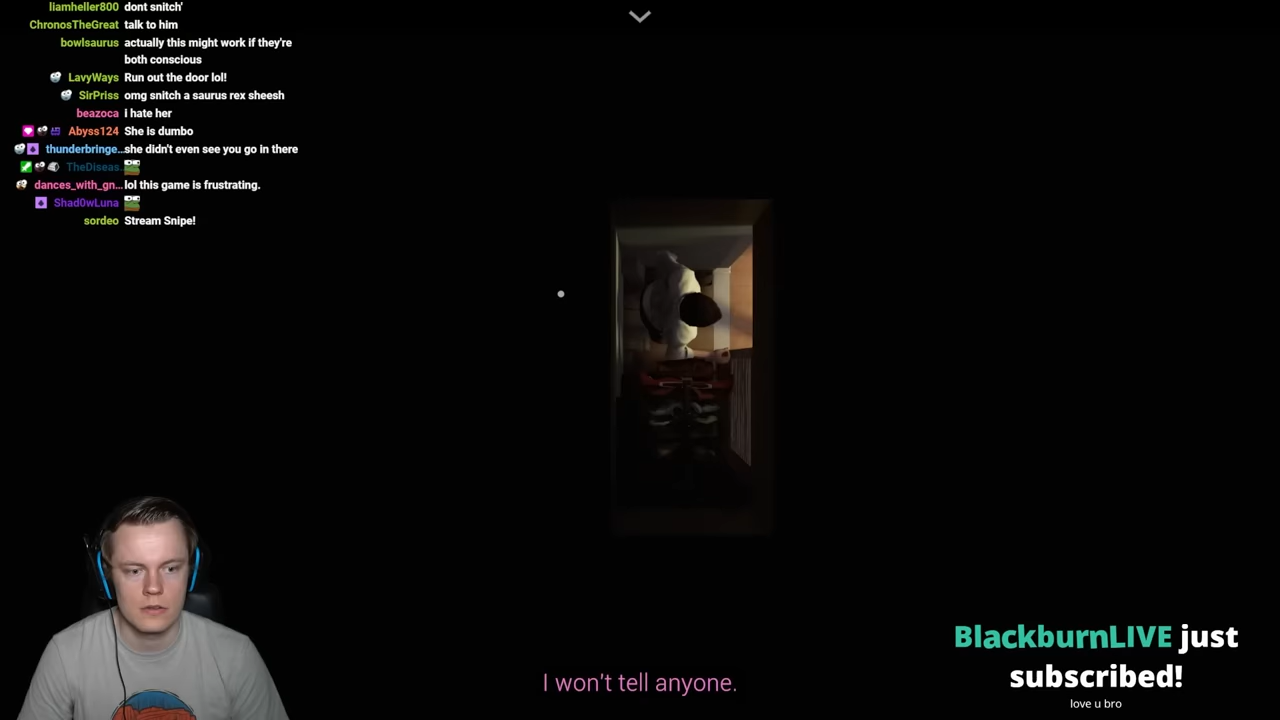 liamheller800 dont snitch'
ChronosTheGreat talk to him
bowlsaurus actually this might work if they're
both conscious
LavyWays Run out the door lol!
SirPriss omg snitch a saurus rex sheesh
beazoca i hate her
Abyss124 She is dumbo
thunderbringe... she didn't even see you go in there
TheDiseas...
dances_with_gn... lol this game is frustrating.
Shad0wLuna
sordeo Stream Snipe!
BlackburnLIVE just
subscribed!
love u bro
I won't tell anyone.